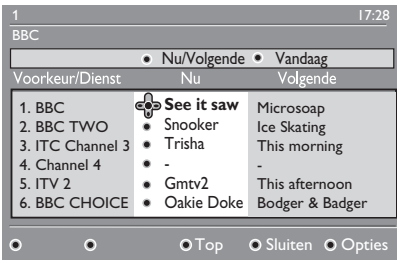 1 17:28
BBC
Nu/Volgende Vandaag
Voorkeur/Dienst Nu Volgende
1. BBC See it saw Microsoap
2. BBC TWO Snooker Ice Skating
3. ITC Channel 3 Trisha This morning
4. Channel 4 - -
5. ITV 2 Gmtv2 This afternoon
6. BBC CHOICE Oakie Doke Bodger & Badger
Top Sluiten Opties